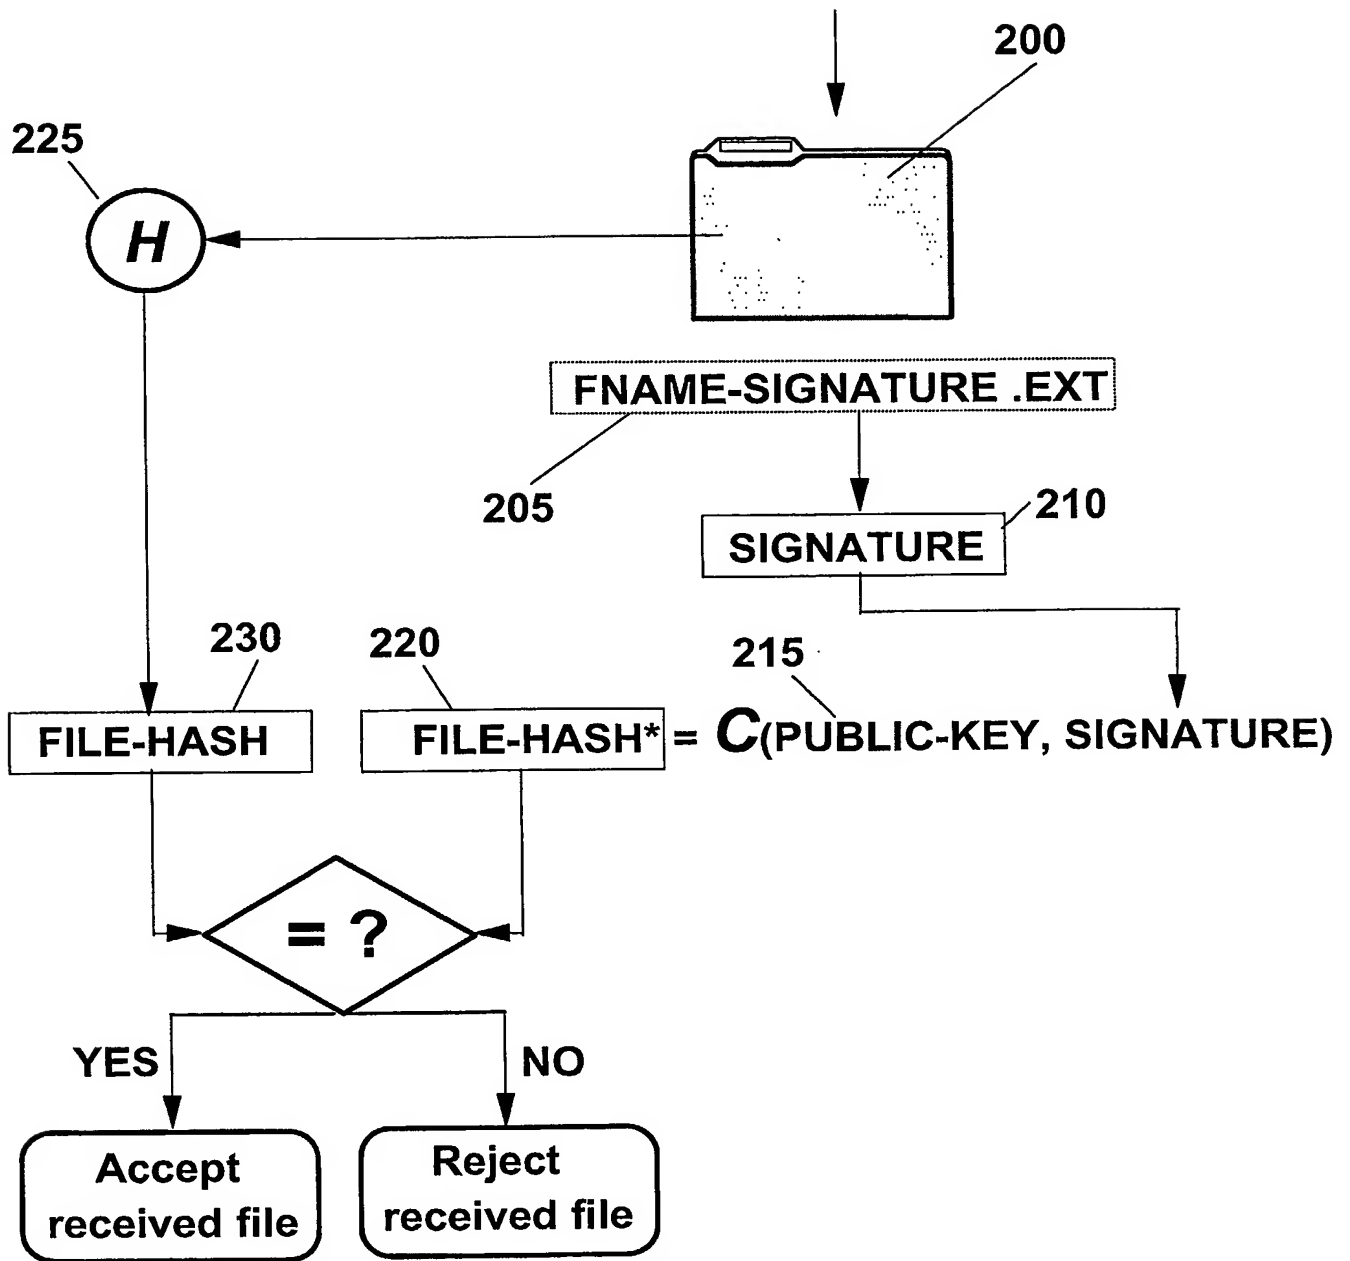 200
225
H
FNAME-SIGNATURE .EXT
205
210
SIGNATURE
230
220
215
FILE-HASH
FILE-HASH* = C(PUBLIC-KEY, SIGNATURE)
= ?
YES
NO
Accept
received file
Reject
received file